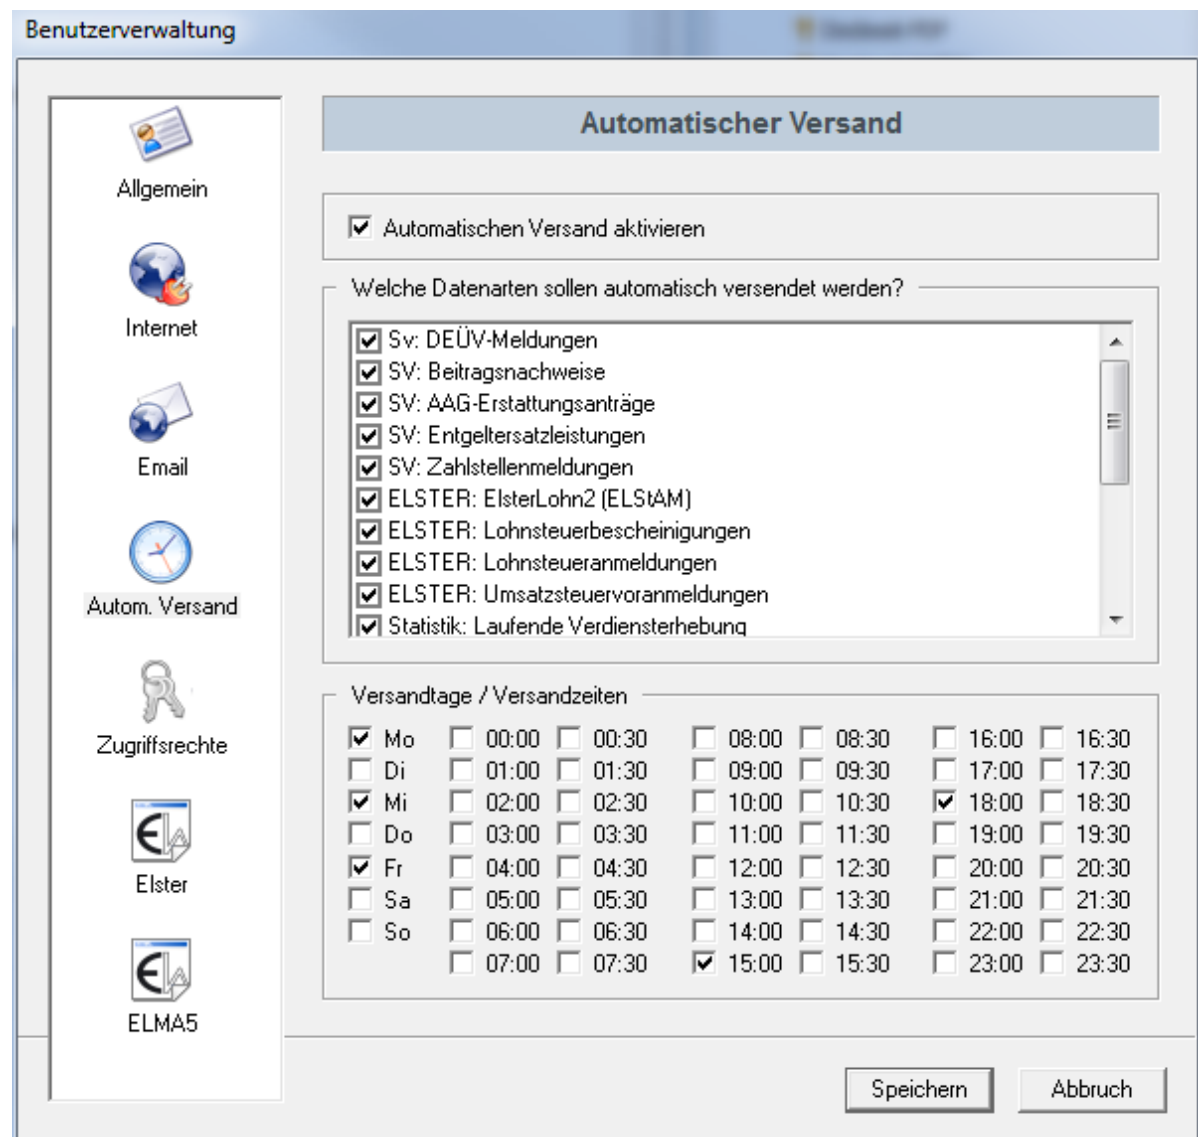 Benutzerverwaltung
Automatischer Versand
Allgemein
Internet
Email
Autom. Versand
Zugriffsrechte
Elster
ELMA5
Automatischen Versand aktivieren
Welche Datenarten sollen automatisch versendet werden?
Sv: DEÜV-Meldungen
SV: Beitragsnachweise
SV: AAG-Erstattungsanträge
SV: Entgeltersatzleistungen
SV: Zahlstellenmeldungen
ELSTER: ElsterLohn2 (ELStAM)
ELSTER: Lohnsteuerbescheinigungen
ELSTER: Lohnsteueranmeldungen
ELSTER: Umsatzsteuervoranmeldungen
Statistik: Laufende Verdiensterhebung
Versandtage / Versandzeiten
Mo 00:00 00:30 08:00 08:30 16:00 16:30
Di 01:00 01:30 09:00 09:30 17:00 17:30
Mi 02:00 02:30 10:00 10:30 18:00 18:30
Do 03:00 03:30 11:00 11:30 19:00 19:30
Fr 04:00 04:30 12:00 12:30 20:00 20:30
Sa 05:00 05:30 13:00 13:30 21:00 21:30
So 06:00 06:30 14:00 14:30 22:00 22:30
07:00 07:30 15:00 15:30 23:00 23:30
Speichern Abbruch